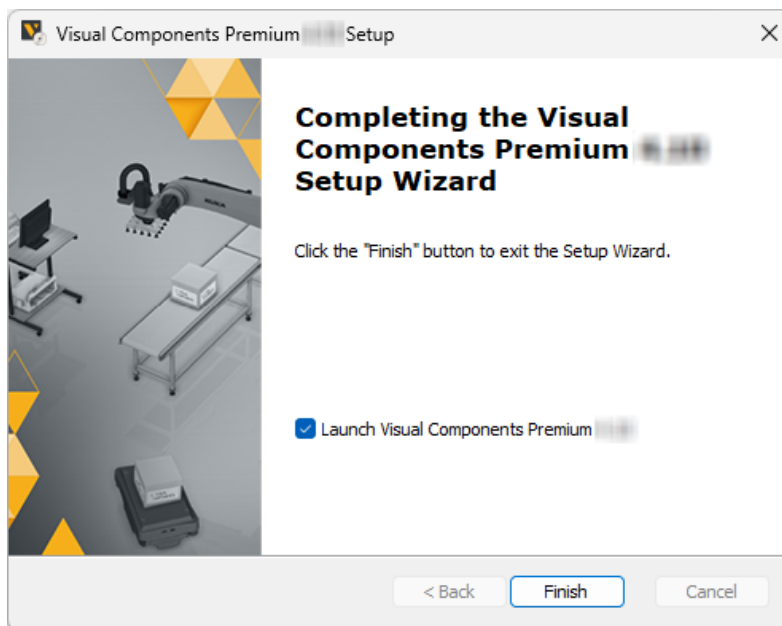 Visual Components Premium Setup
Completing the Visual
Components Premium
Setup Wizard
Click the "Finish" button to exit the Setup Wizard.
Launch Visual Components Premium
< Back
Finish
Cancel